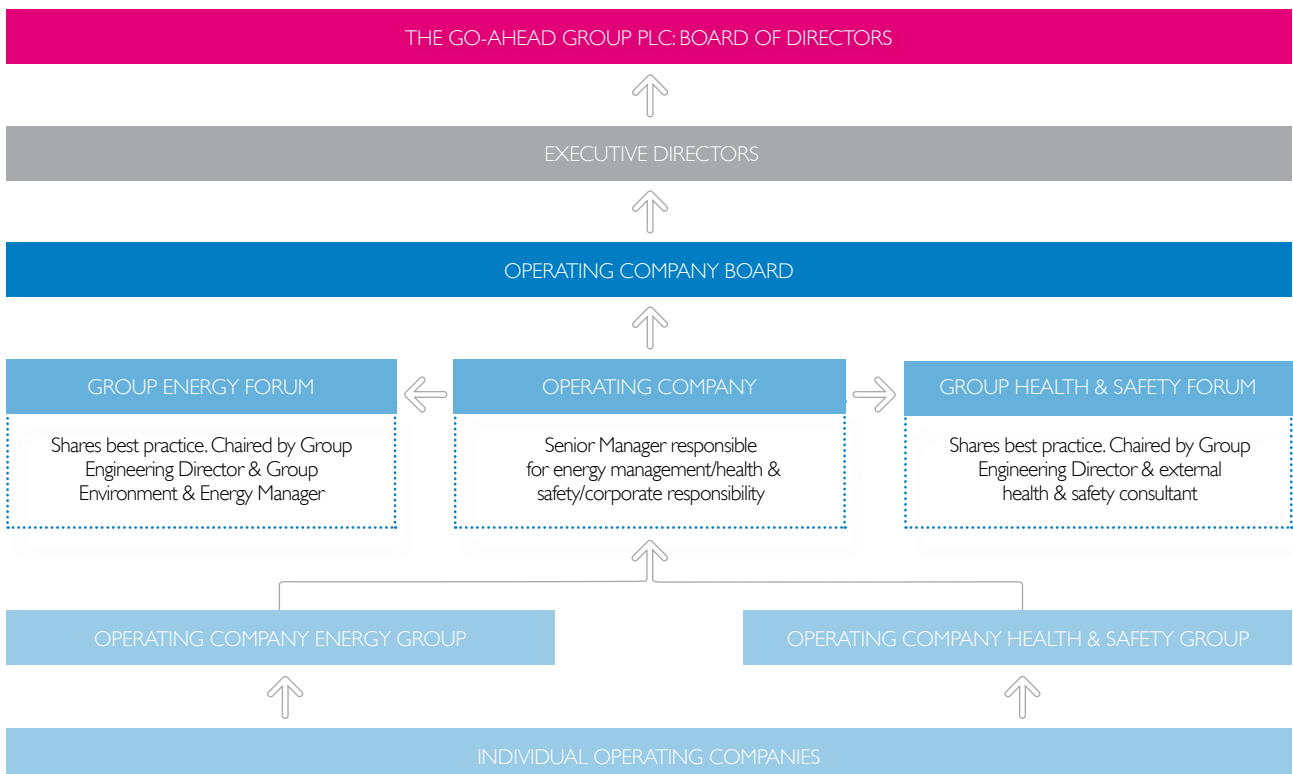 THE GO-AHEAD GROUP PLC: BOARD OF DIRECTORS
EXECUTIVE DIRECTORS
OPERATING COMPANY BOARD
GROUP ENERGY FORUM
Shares best practice. Chaired by Group
Engineering Director & Group
Environment & Energy Manager
OPERATING COMPANY
Senior Manager responsible
for energy management/health &
safety/corporate responsibility
GROUP HEALTH & SAFETY FORUM
Shares best practice. Chaired by Group
Engineering Director & external
health & safety consultant
OPERATING COMPANY ENERGY GROUP
OPERATING COMPANY HEALTH & SAFETY GROUP
INDIVIDUAL OPERATING COMPANIES